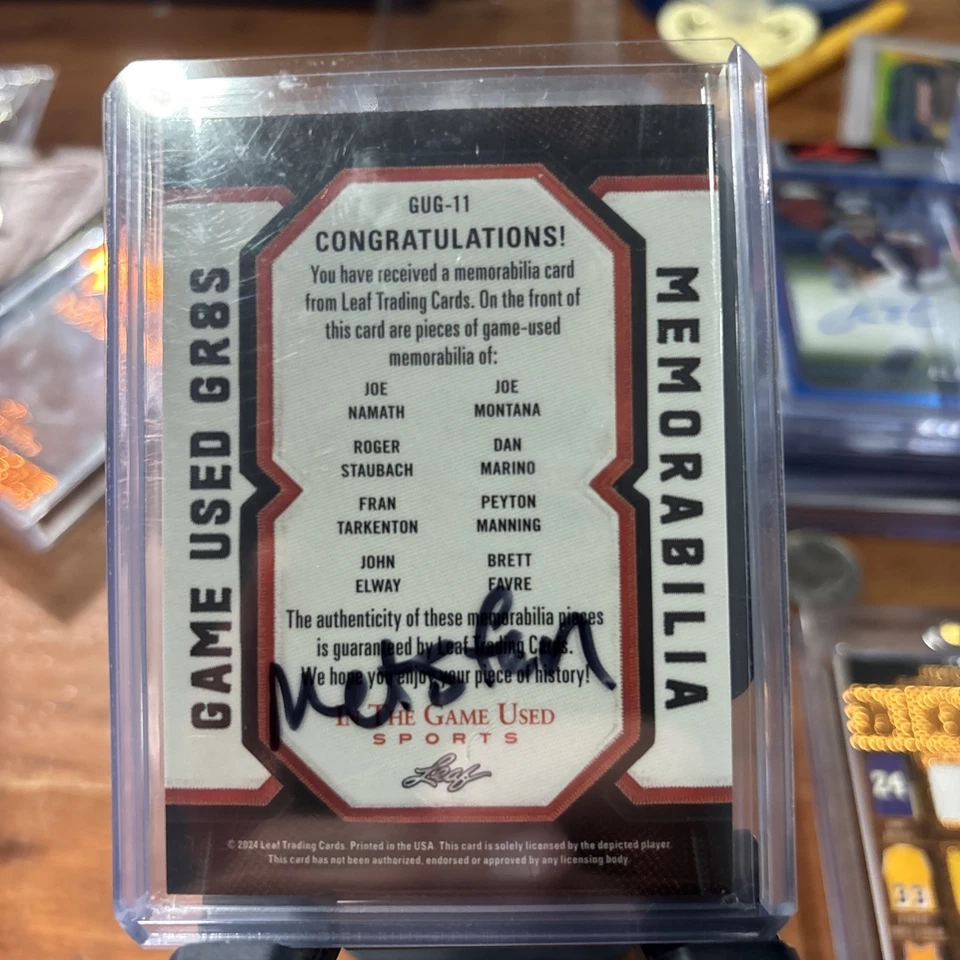 GUG-11
CONGRATULATIONS!
You have received a memorabilia card
from Leaf Trading Cards. On the front of
this card are pieces of game-used
memorabilia of:
JOE
NAMATH
JOE
MONTANA
ROGER
STAUBACH
DAN
MARINO
FRAN
TARKENTON
PEYTON
MANNING
JOHN
ELWAY
BRETT
FAVRE
The authenticity of these memorabilia pieces
is guaranteed by Leaf Trading Cards.
We hope you enjoy your piece of history!
IN THE GAME USED
SPORTS
Leaf
© 2024 Leaf Trading Cards. Printed in the USA. This card is solely licensed by the depicted player.
This card has not been authorized, endorsed or approved by any licensing body.
GAME USED GR8S
MEMORABILIA
24
33